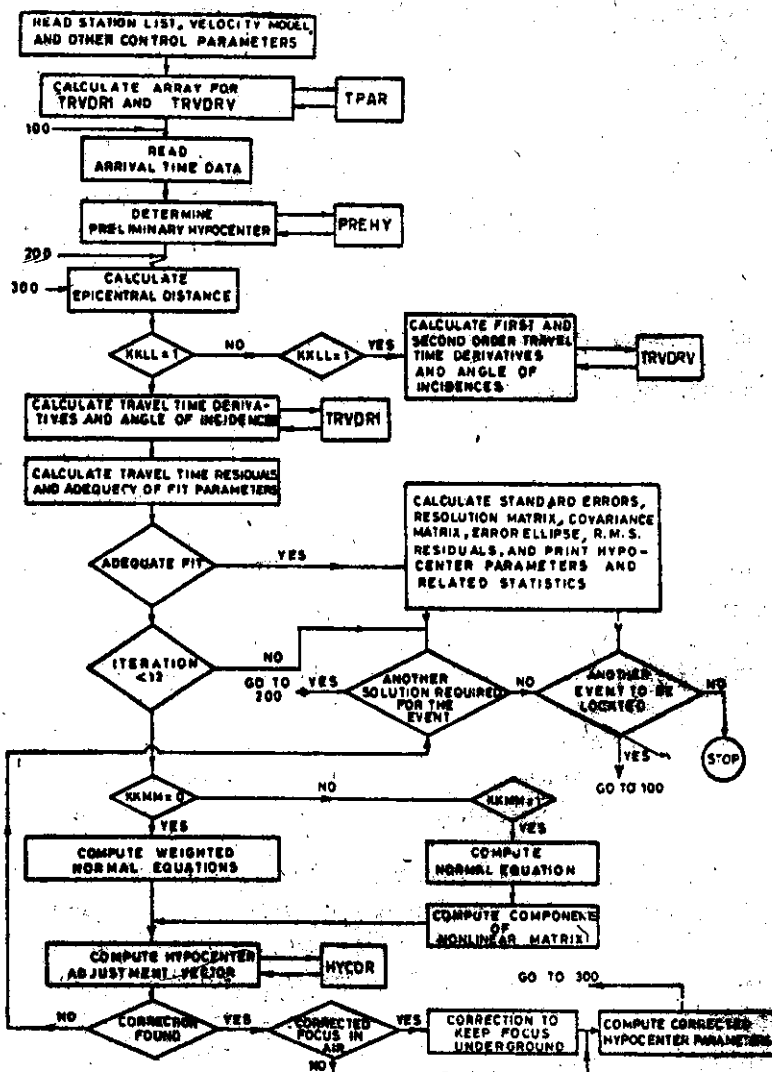 READ STATION LIST, VELOCITY MODEL,
AND OTHER CONTROL PARAMETERS
CALCULATE ARRAY FOR
TRVDR1 AND TRVDRV
TPAR
100
READ
ARRIVAL TIME DATA
DETERMINE
PRELIMINARY HYPOCENTER
PREHY
200
300
CALCULATE
EPICENTRAL DISTANCE
KKLL = 1
NO
KKLL = 1
YES
CALCULATE FIRST AND
SECOND ORDER TRAVEL
TIME DERIVATIVES
AND ANGLE OF
INCIDENCES
TRVDRV
CALCULATE TRAVEL TIME DERIVA-
TIVES AND ANGLE OF INCIDENCES
TRVDR1
CALCULATE TRAVEL TIME RESIDUALS
AND ADEQUECY OF FIT PARAMETERS
ADEQUATE FIT
YES
CALCULATE STANDARD ERRORS,
RESOLUTION MATRIX, COVARIANCE
MATRIX, ERROR ELLIPSE, R.M.S.
RESIDUALS, AND PRINT HYPO-
CENTER PARAMETERS AND
RELATED STATISTICS
ITERATION
<12
NO
GO TO
200
YES
ANOTHER
SOLUTION REQUIRED
FOR THE
EVENT
NO
ANOTHER
EVENT TO BE
LOCATED
NO
STOP
YES
GO TO 100
KKMM = 0
NO
KKMM = 1
YES
YES
COMPUTE WEIGHTED
NORMAL EQUATIONS
COMPUTE
NORMAL EQUATION
COMPUTE COMPONENTS
OF
NONLINEAR MATRIX
COMPUTE HYPOCENTER
ADJUSTMENT VECTOR
HYCOR
GO TO 300
NO
CORRECTION
FOUND
YES
CORRECTED
FOCUS IN
AIR
YES
CORRECTION TO
KEEP FOCUS
UNDERGROUND
COMPUTE CORRECTED
HYPOCENTER PARAMETERS
NO